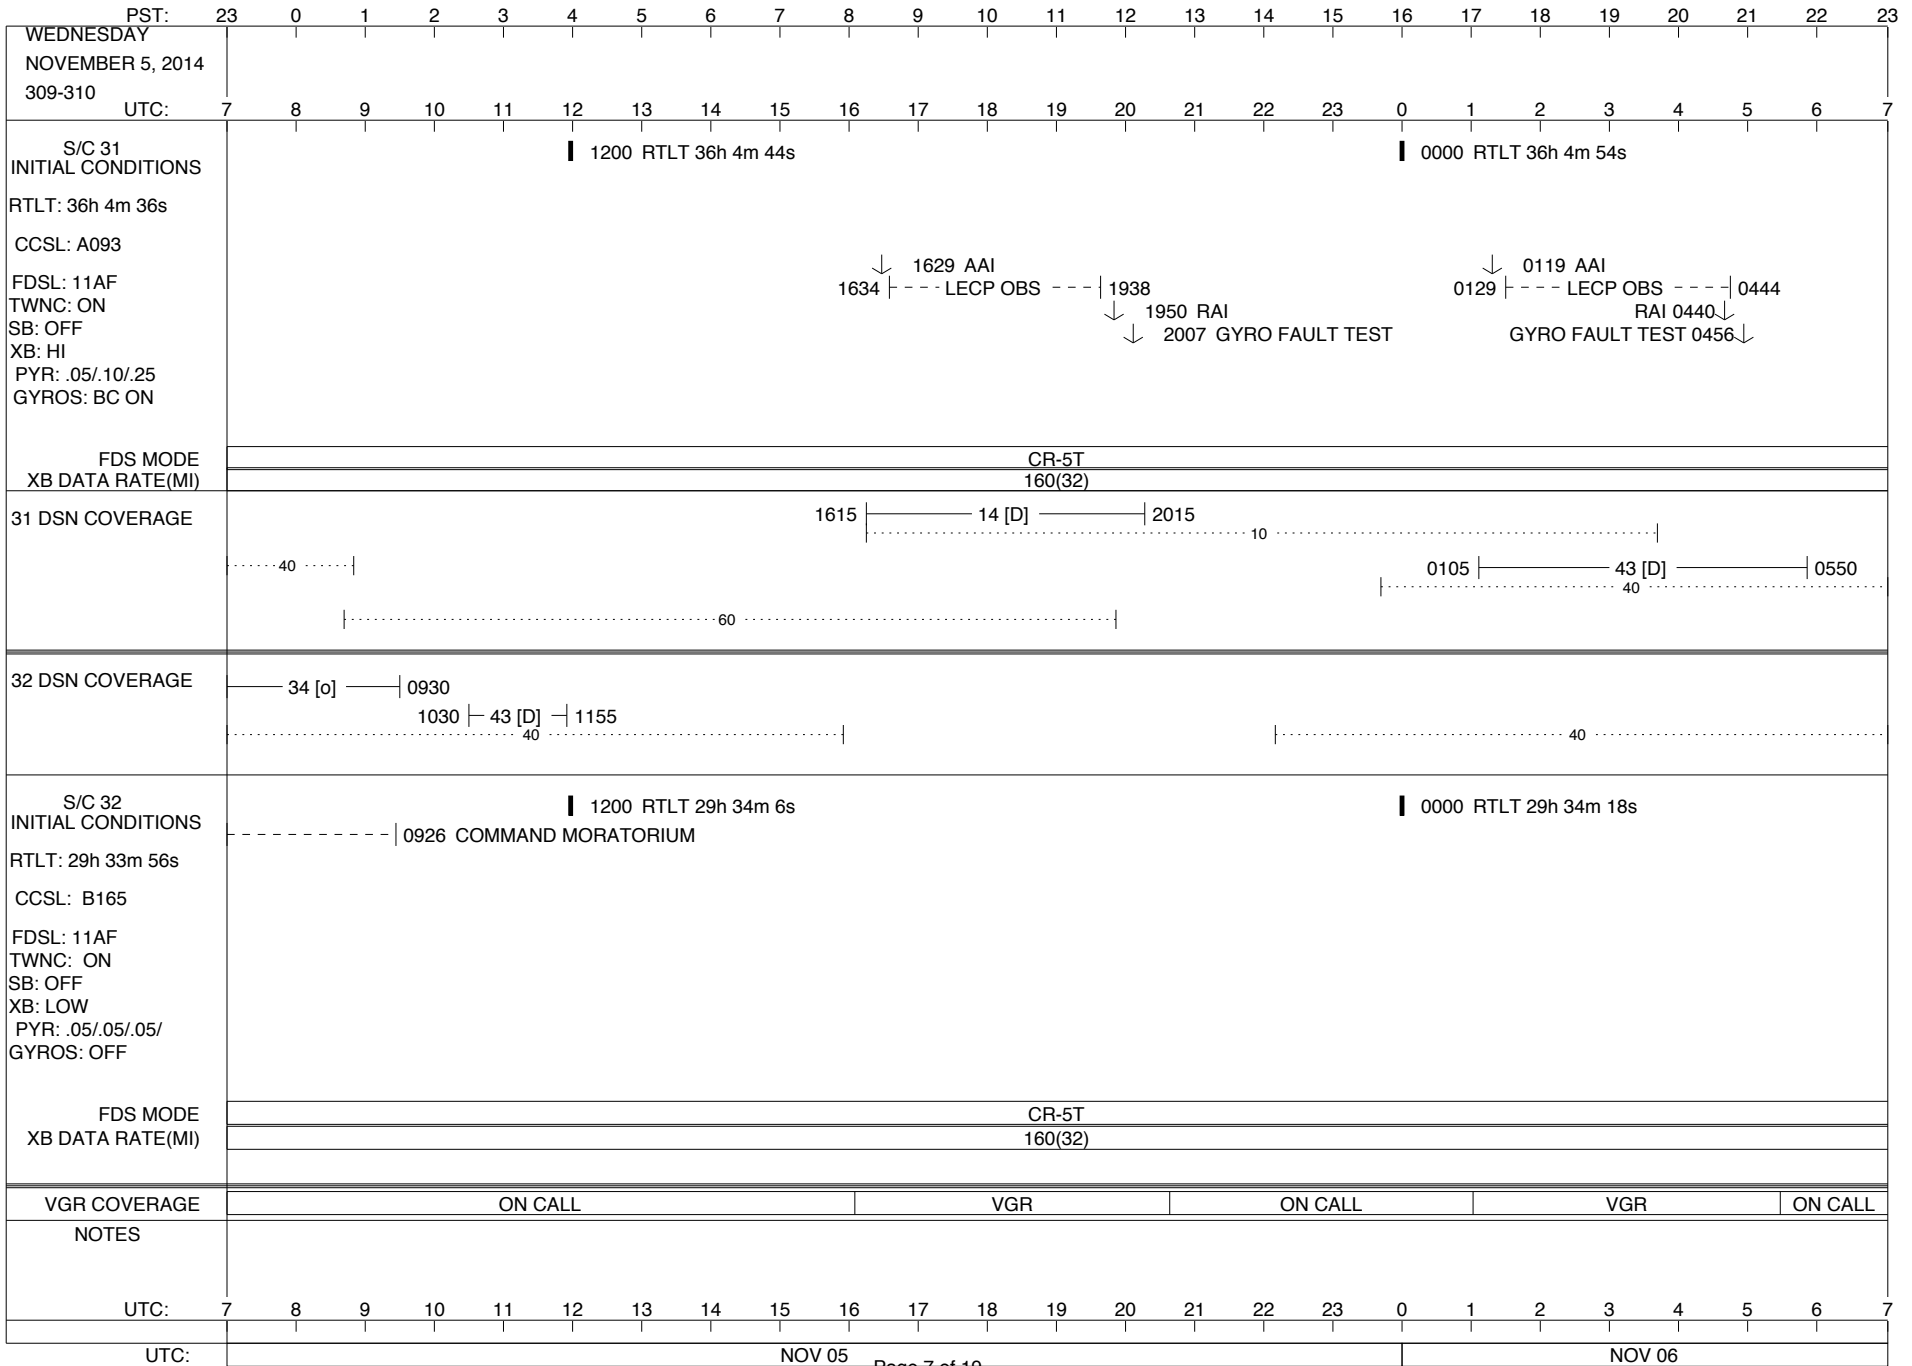 PST: 23 0 1 2 3 4 5 6 7 8 9 10 11 12 13 14 15 16 17 18 19 20 21 22 23
WEDNESDAY
NOVEMBER 5, 2014
309-310
UTC: 7 8 9 10 11 12 13 14 15 16 17 18 19 20 21 22 23 0 1 2 3 4 5 6 7
S/C 31
INITIAL CONDITIONS
1200 RTLT 36h 4m 44s
0000 RTLT 36h 4m 54s
RTLT: 36h 4m 36s
CCSL: A093
FDSL: 11AF
TWNC: ON
SB: OFF
XB: HI
PYR: .05/.10/.25
GYROS: BC ON
1629 AAI
1634 LECP OBS 1938
1950 RAI
2007 GYRO FAULT TEST
0119 AAI
0129 LECP OBS 0444
RAI 0440
GYRO FAULT TEST 0456
FDS MODE CR-5T
XB DATA RATE(MI) 160(32)
31 DSN COVERAGE
1615 14 [D] 2015
10
40
0105 43 [D] 0550
40
60
32 DSN COVERAGE
34 [o] 0930
1030 43 [D] 1155
40
40
S/C 32
INITIAL CONDITIONS
1200 RTLT 29h 34m 6s
0000 RTLT 29h 34m 18s
0926 COMMAND MORATORIUM
RTLT: 29h 33m 56s
CCSL: B165
FDSL: 11AF
TWNC: ON
SB: OFF
XB: LOW
PYR: .05/.05/.05/
GYROS: OFF
FDS MODE CR-5T
XB DATA RATE(MI) 160(32)
VGR COVERAGE ON CALL VGR ON CALL VGR ON CALL
NOTES
UTC: 7 8 9 10 11 12 13 14 15 16 17 18 19 20 21 22 23 0 1 2 3 4 5 6 7
UTC: NOV 05 NOV 06
Page 7 of 19